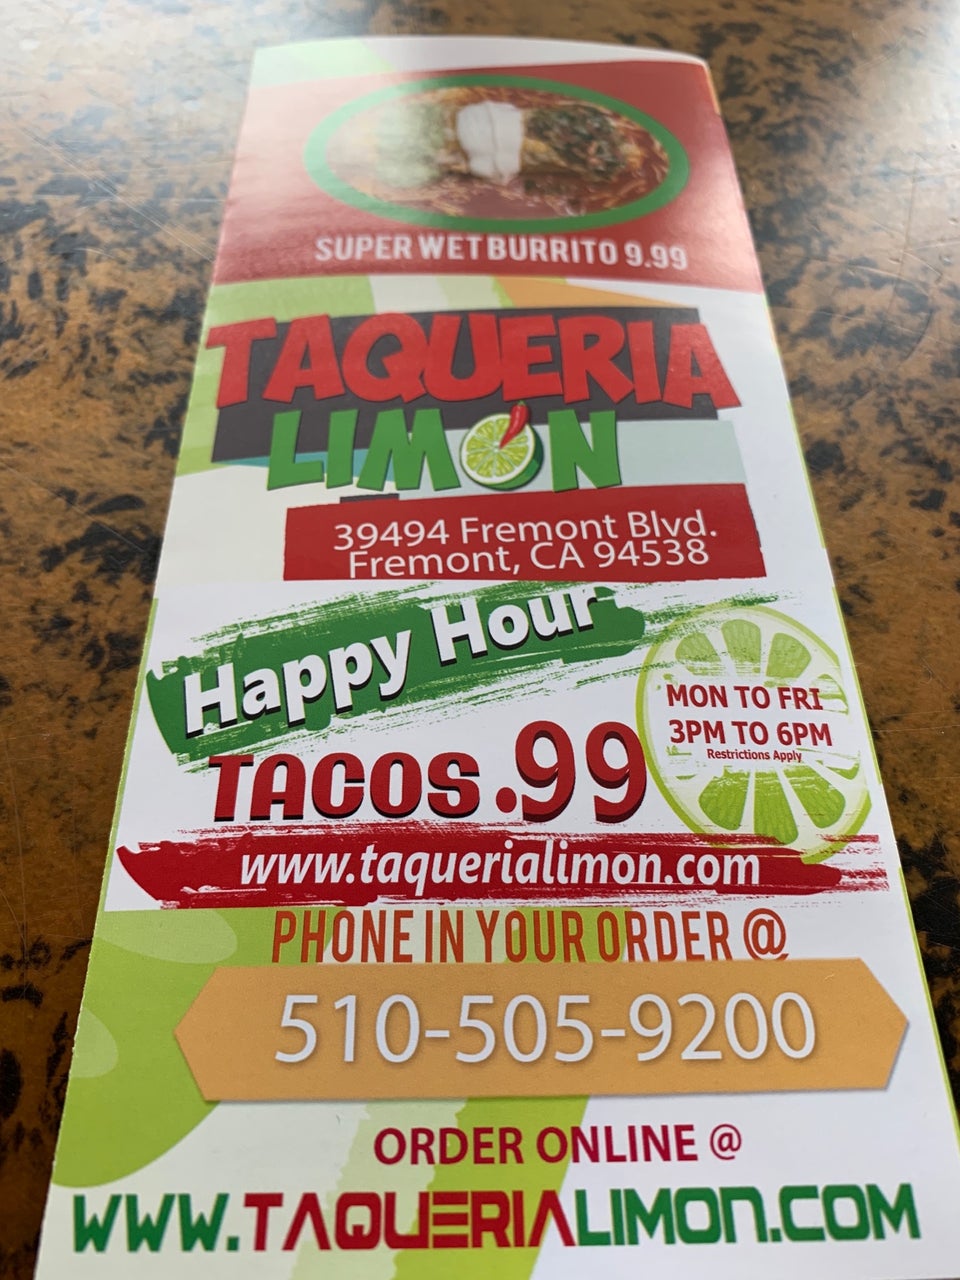 SUPER WET BURRITO 9.99
TAQUERIA
LIMÓN
39494 Fremont Blvd.
Fremont, CA 94538
Happy Hour
MON TO FRI
3PM TO 6PM
Restrictions Apply
TACOS .99
www.taquerialimon.com
PHONE IN YOUR ORDER @
510-505-9200
ORDER ONLINE @
WWW.TAQUERIALIMON.COM